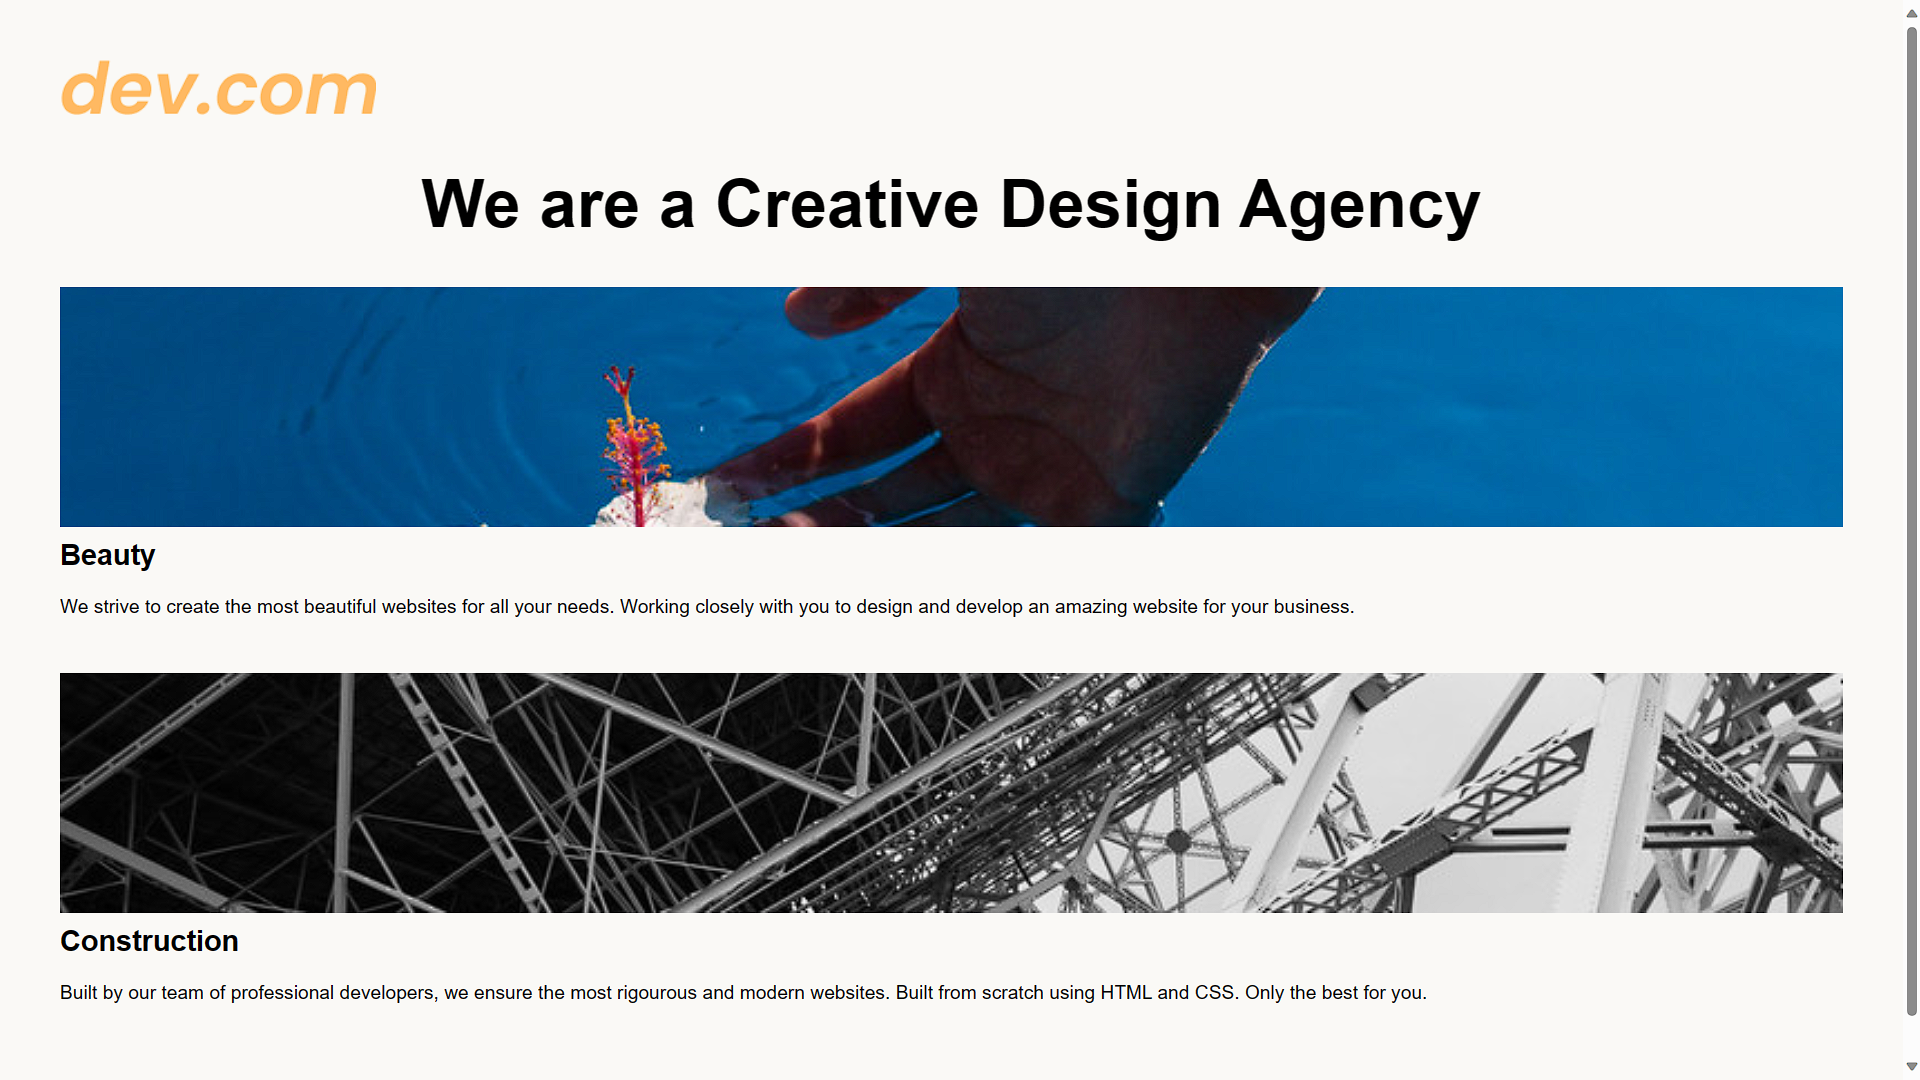 dev.com
We are a Creative Design Agency
Beauty
We strive to create the most beautiful websites for all your needs. Working closely with you to design and develop an amazing website for your business.
Construction
Built by our team of professional developers, we ensure the most rigourous and modern websites. Built from scratch using HTML and CSS. Only the best for you.